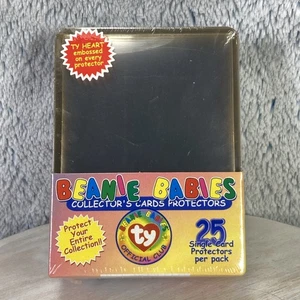 TY HEART
embossed
on every
protector
BEANIE BABIES
COLLECTOR'S CARDS PROTECTORS
Protect
Your
Entire
Collection!!
BEANIE BABIES
ty
OFFICIAL CLUB
25
Single Card
Protectors
per pack